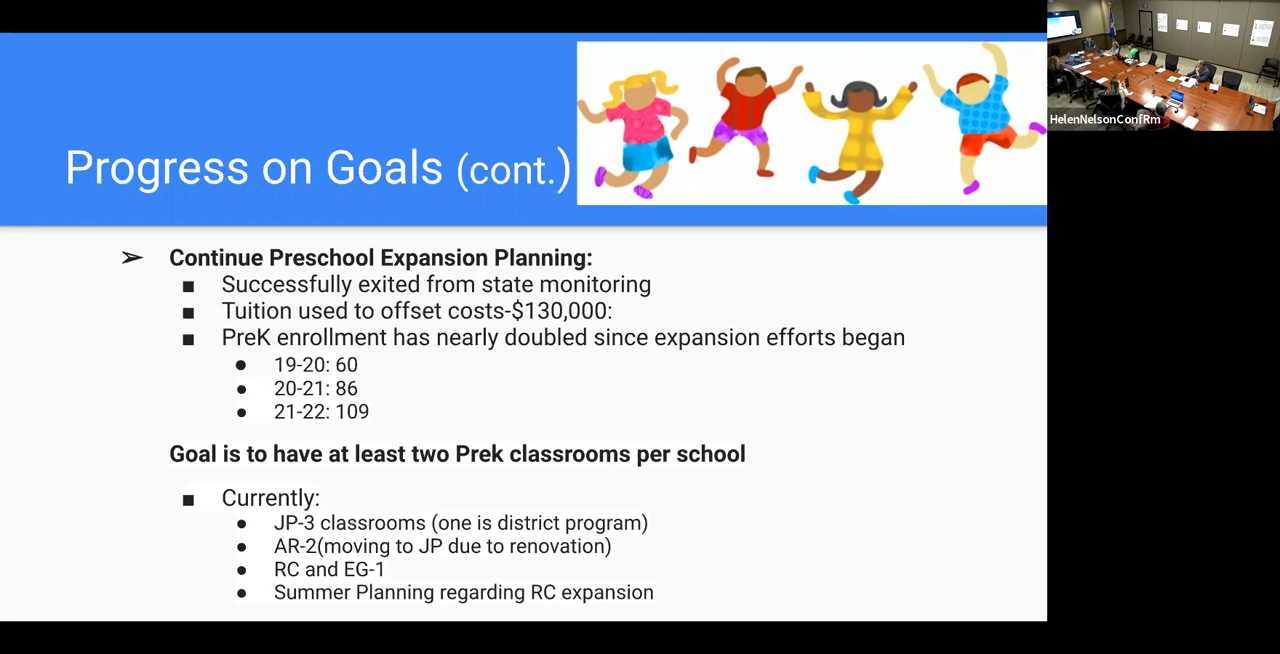 Progress on Goals (cont.)
HelenNelsonConfRm
➢ Continue Preschool Expansion Planning:
■ Successfully exited from state monitoring
■ Tuition used to offset costs-$130,000:
■ PreK enrollment has nearly doubled since expansion efforts began
● 19-20: 60
● 20-21: 86
● 21-22: 109
Goal is to have at least two Prek classrooms per school
■ Currently:
● JP-3 classrooms (one is district program)
● AR-2(moving to JP due to renovation)
● RC and EG-1
● Summer Planning regarding RC expansion